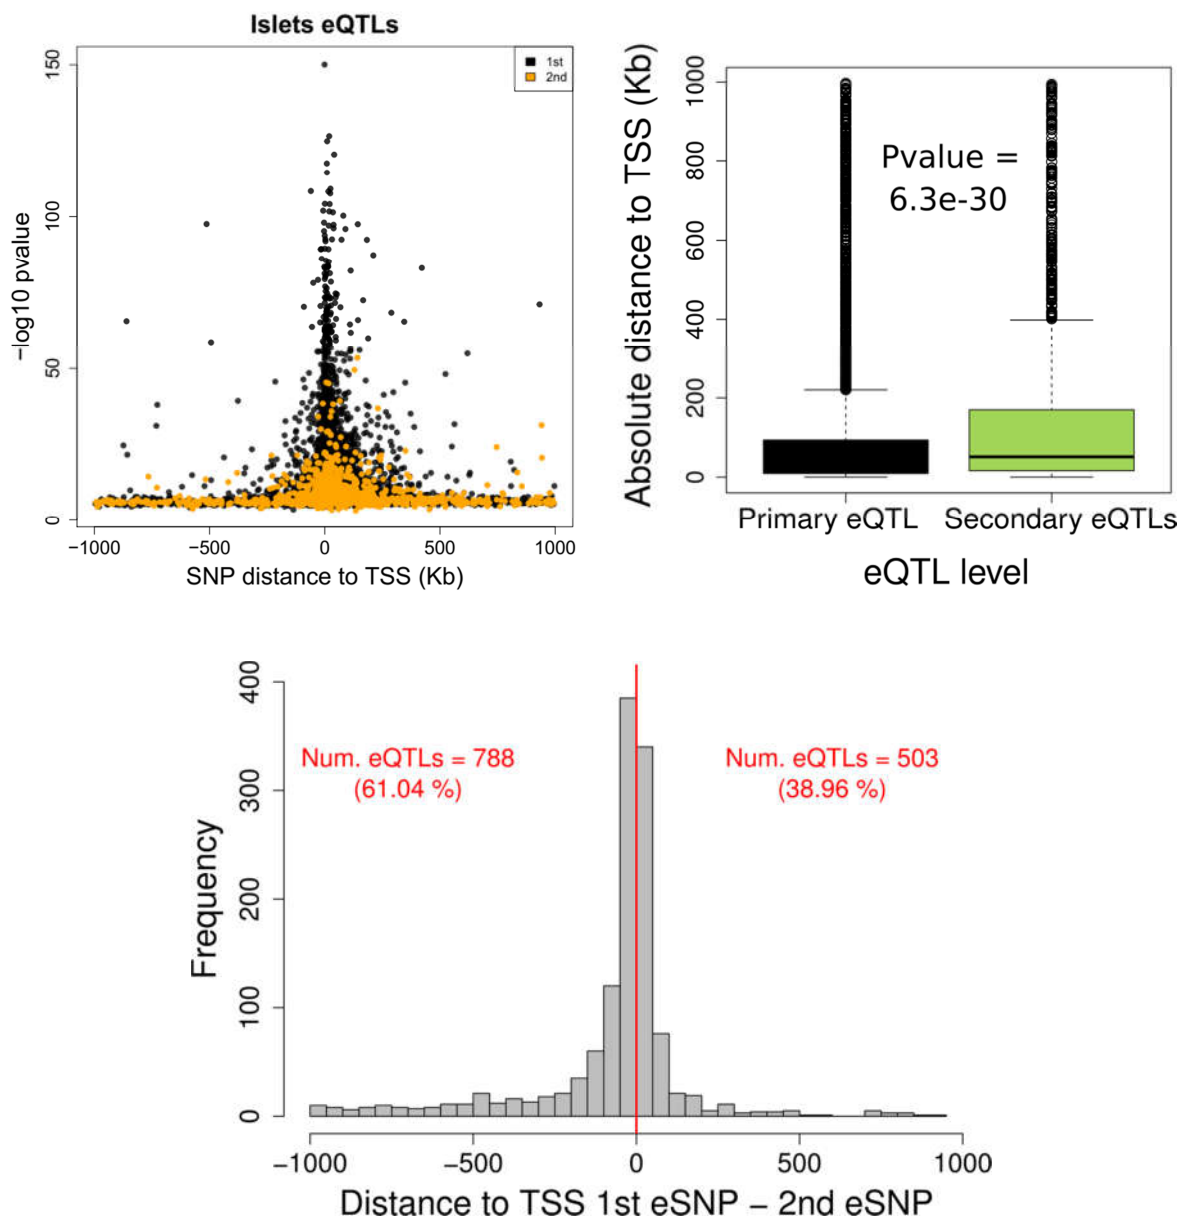 Islets eQTLs
1st
2nd
150
100
50
0
−log10 pvalue
−1000 −500 0 500 1000
SNP distance to TSS (Kb)
Absolute distance to TSS (Kb)
1000
800
600
400
200
0
Pvalue =
6.3e-30
Primary eQTL Secondary eQTLs
eQTL level
Frequency
400
300
200
100
0
Num. eQTLs = 788
(61.04 %)
Num. eQTLs = 503
(38.96 %)
−1000 −500 0 500 1000
Distance to TSS 1st eSNP − 2nd eSNP